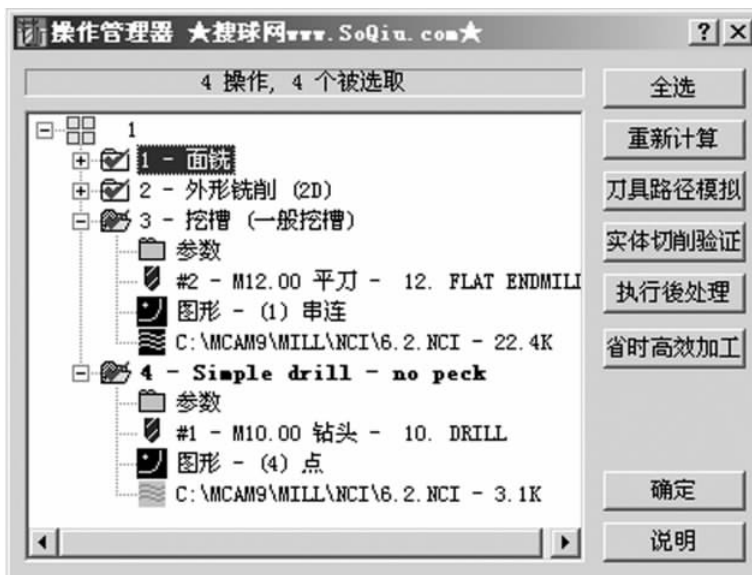 操作管理器 ★搜球网www.SoQiu.com★
4 操作, 4 个被选取
1
1 - 面铣
2 - 外形铣削 (2D)
3 - 挖槽 (一般挖槽)
参数
#2 - M12.00 平刀 - 12. FLAT ENDMILL
图形 - (1) 串连
C:\MCAM9\MILL\NCI\6.2.NCI - 22.4K
4 - Simple drill - no peck
参数
#1 - M10.00 钻头 - 10. DRILL
图形 - (4) 点
C:\MCAM9\MILL\NCI\6.2.NCI - 3.1K
全选
重新计算
刀具路径模拟
实体切削验证
执行後处理
省时高效加工
确定
说明